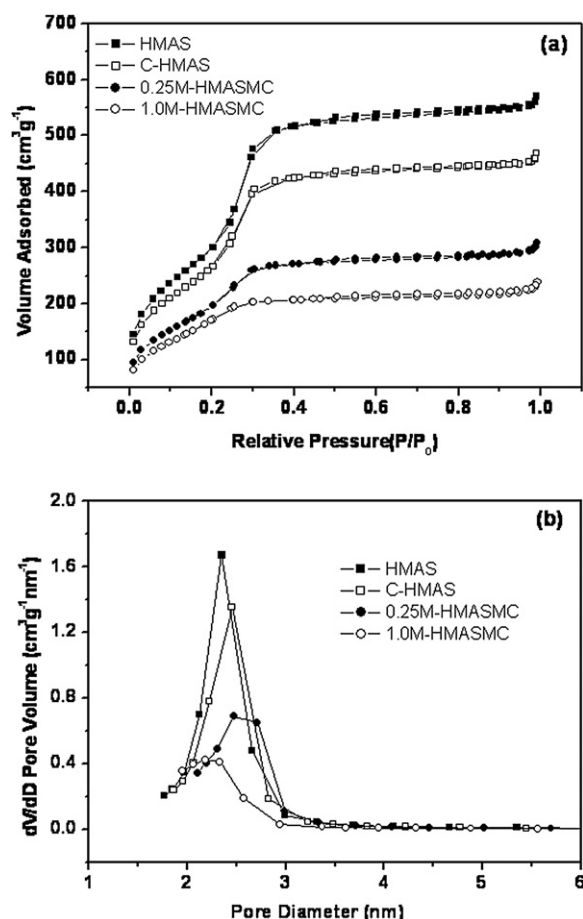 (a)
HMAS
C-HMAS
0.25M-HMASMC
1.0M-HMASMC
700
600
500
400
300
200
100
Volume Adsorbed (cm³g⁻¹)
0.0 0.2 0.4 0.6 0.8 1.0
Relative Pressure(P/P₀)
(b)
HMAS
C-HMAS
0.25M-HMASMC
1.0M-HMASMC
2.0
1.6
1.2
0.8
0.4
0.0
dV/dD Pore Volume (cm³g⁻¹nm⁻¹)
1 2 3 4 5 6
Pore Diameter (nm)